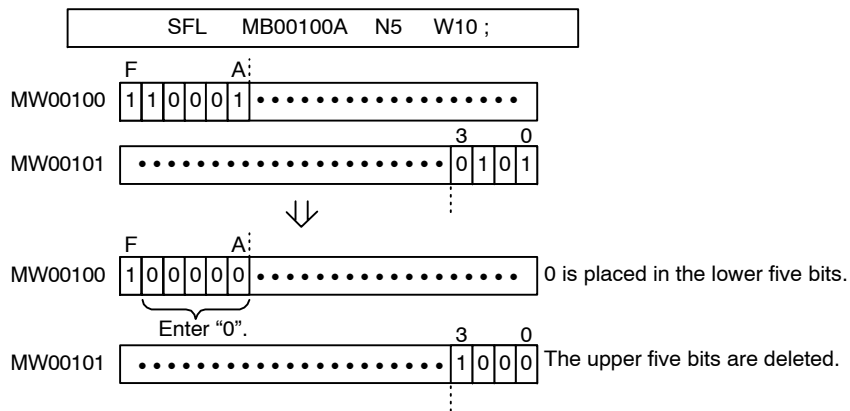 SFL MB00100A N5 W10 ;
F A
MW00100 1 1 0 0 0 1 ••••••••••••••••••
3 0
MW00101 ••••••••••••••••••••• 0 1 0 1
⇓
F A
MW00100 1 0 0 0 0 0 •••••••••••••••••• 0 is placed in the lower five bits.
Enter “0”.
3 0
MW00101 ••••••••••••••••••••• 1 0 0 0 The upper five bits are deleted.